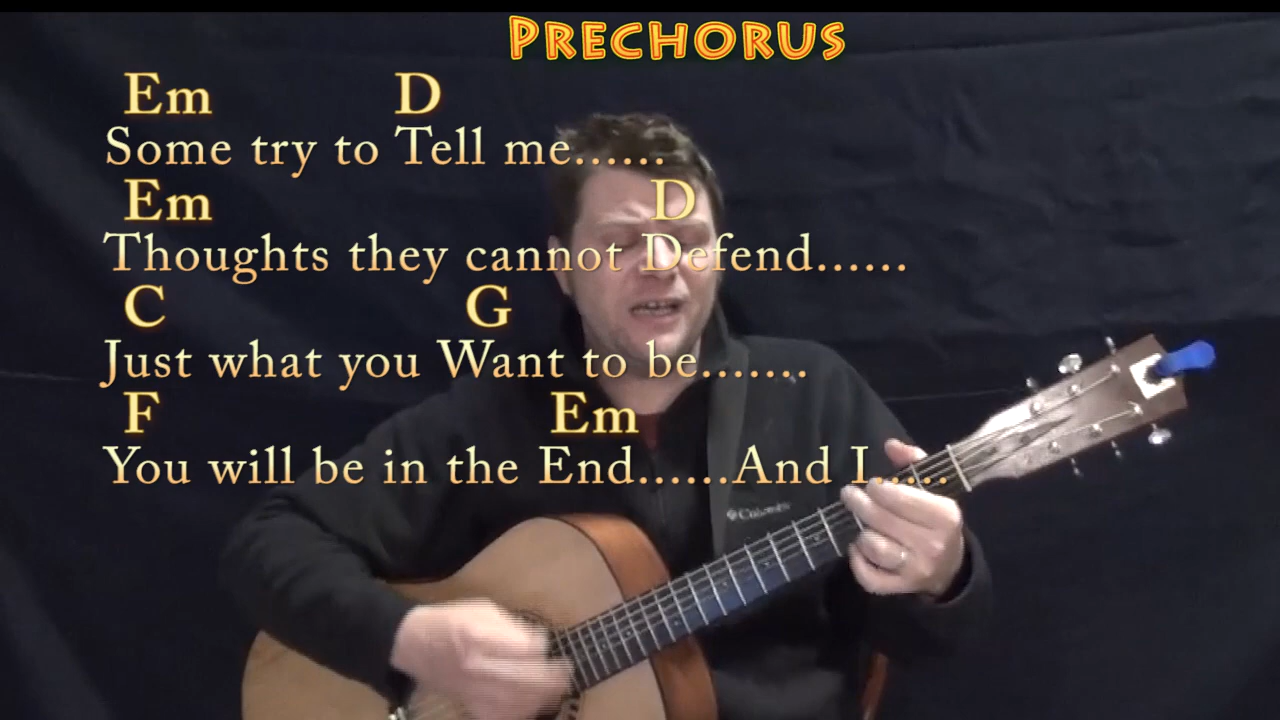 PRECHORUS
Em D
Some try to Tell me......
Em D
Thoughts they cannot Defend......
C G
Just what you Want to be.......
F Em
You will be in the End......And I.....
Columbia